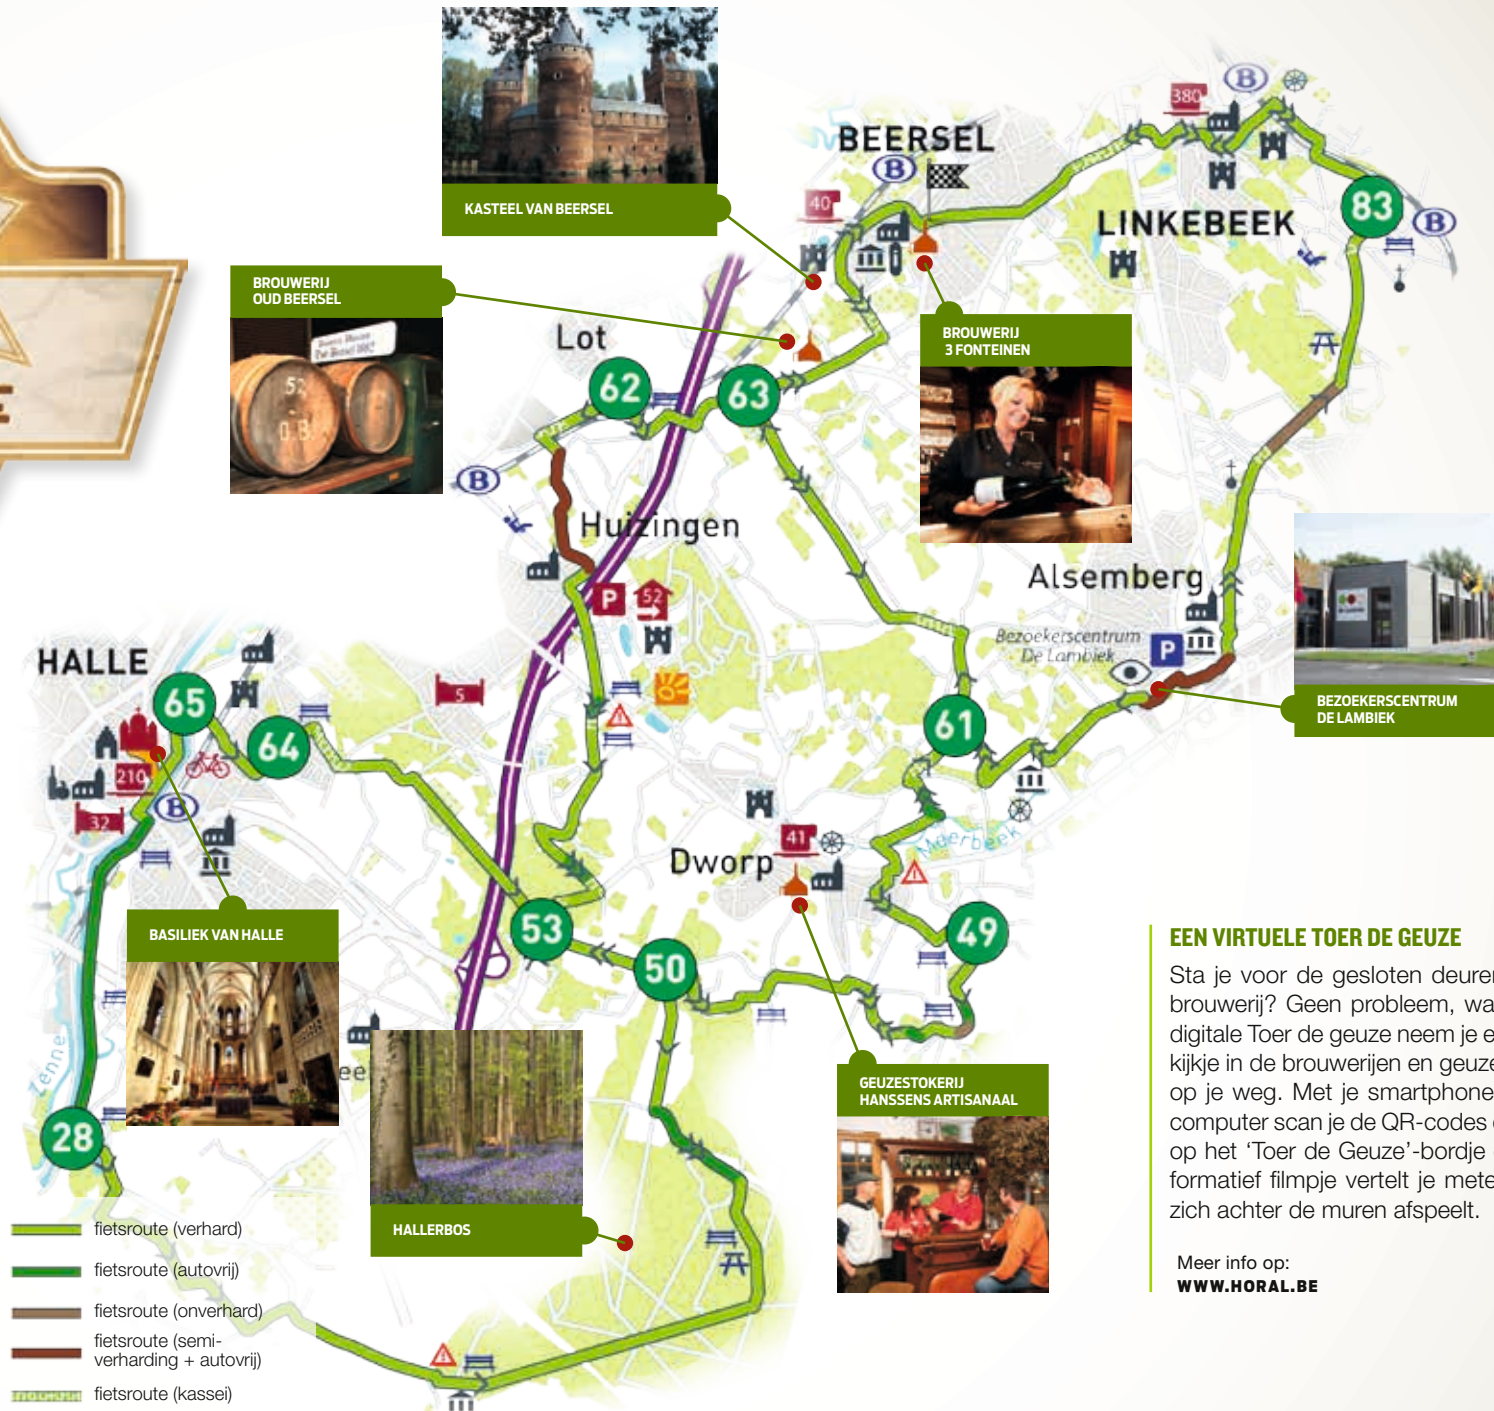 BEERSEL
380
KASTEEL VAN BEERSEL
40
LINKEBEEK
83
B
B
B
BROUWERIJ
OUD BEERSEL
52
O.B.
BROUWERIJ
3 FONTEINEN
Lot
62
63
B
Huizingen
P
52
Alsemberg
Bezoekerscentrum
De Lambiek
P
BEZOEKERSCENTRUM
DE LAMBIEK
HALLE
65
64
5
61
210
32
B
Dworp
41
Molerbeek
BASILIEK VAN HALLE
53
50
49
Zenne
28
ee
HALLERBOS
GEUZESTOKERIJ
HANSSENS ARTISANAAL
EEN VIRTUELE TOER DE GEUZE
Sta je voor de gesloten deuren
brouwerij? Geen probleem, wa
digitale Toer de geuze neem je e
kijkje in de brouwerijen en geuze
op je weg. Met je smartphone
computer scan je de QR-codes
op het ‘Toer de Geuze’-bordje
formatief filmpje vertelt je mete
zich achter de muren afspeelt.
Meer info op:
WWW.HORAL.BE
fietsroute (verhard)
fietsroute (autovrij)
fietsroute (onverhard)
fietsroute (semi-
verharding + autovrij)
fietsroute (kassei)